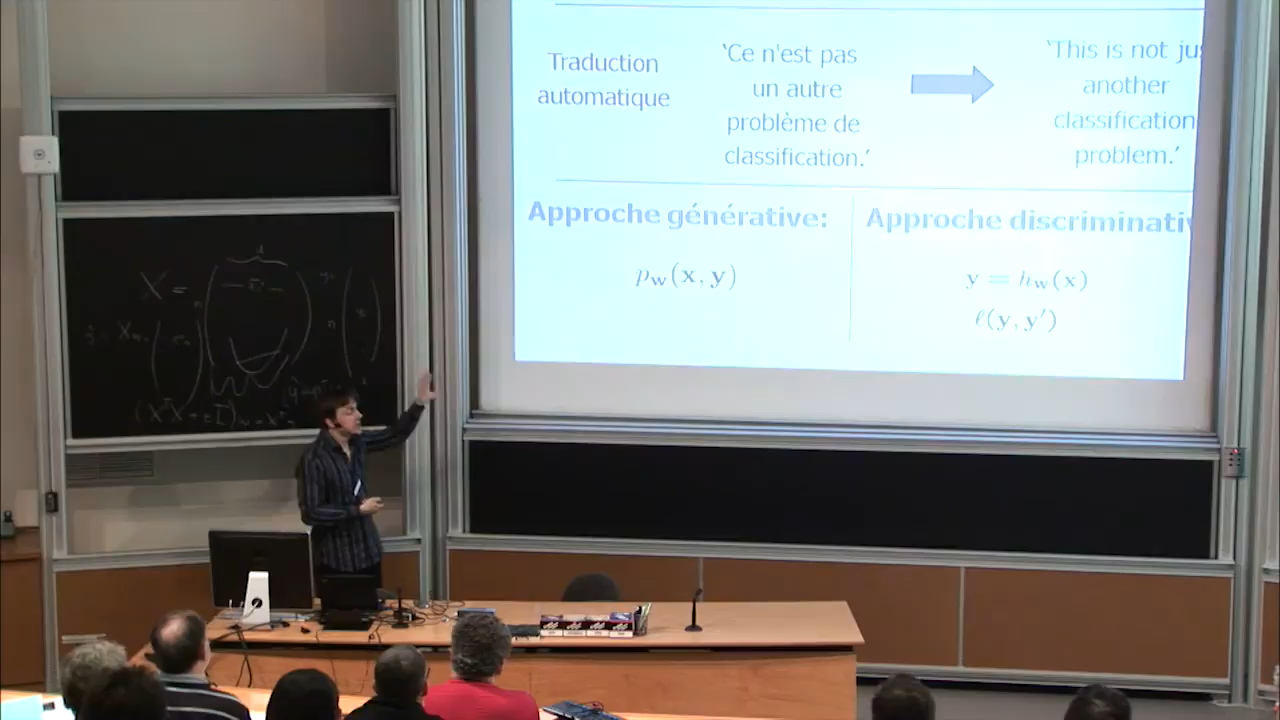 Traduction
automatique
'Ce n'est pas
un autre
problème de
classification.'
'This is not ju
another
classification
problem.'
Approche générative:
p_w(x, y)
Approche discriminati
y = h_w(x)
ℓ(y, y')
X =
d
n
n